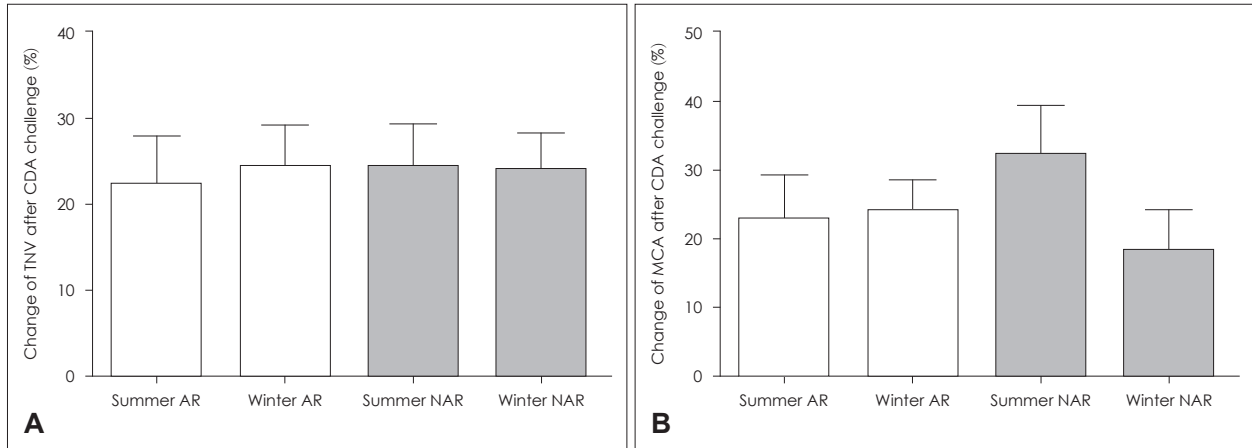 Change of TNV after CDA challenge (%)
40
30
20
10
0
Summer AR Winter AR Summer NAR Winter NAR
A
Change of MCA after CDA challenge (%)
50
40
30
20
10
0
Summer AR Winter AR Summer NAR Winter NAR
B